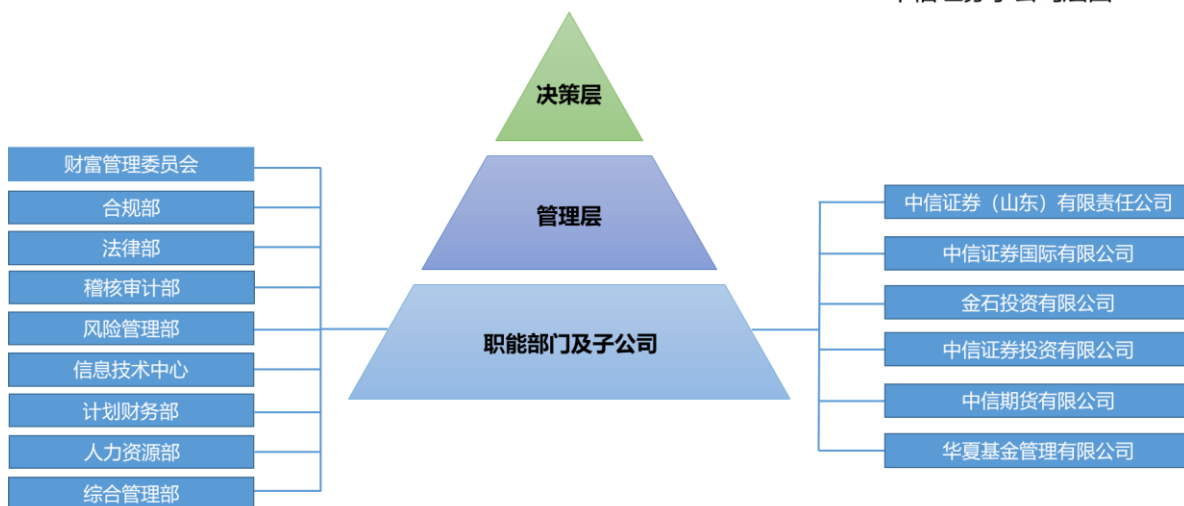 决策层
管理层
职能部门及子公司
财富管理委员会
合规部
法律部
稽核审计部
风险管理部
信息技术中心
计划财务部
人力资源部
综合管理部
中信证券（山东）有限责任公司
中信证券国际有限公司
金石投资有限公司
中信证券投资有限公司
中信期货有限公司
华夏基金管理有限公司